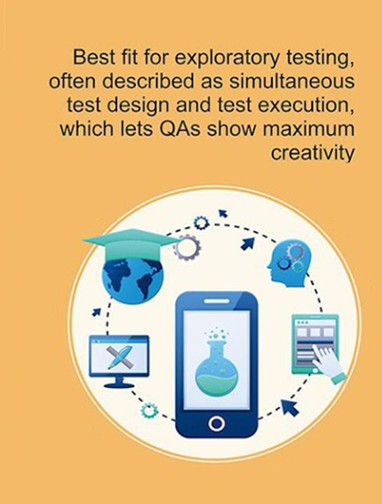 Best fit for exploratory testing,
often described as simultaneous
test design and test execution,
which lets QAs show maximum
creativity